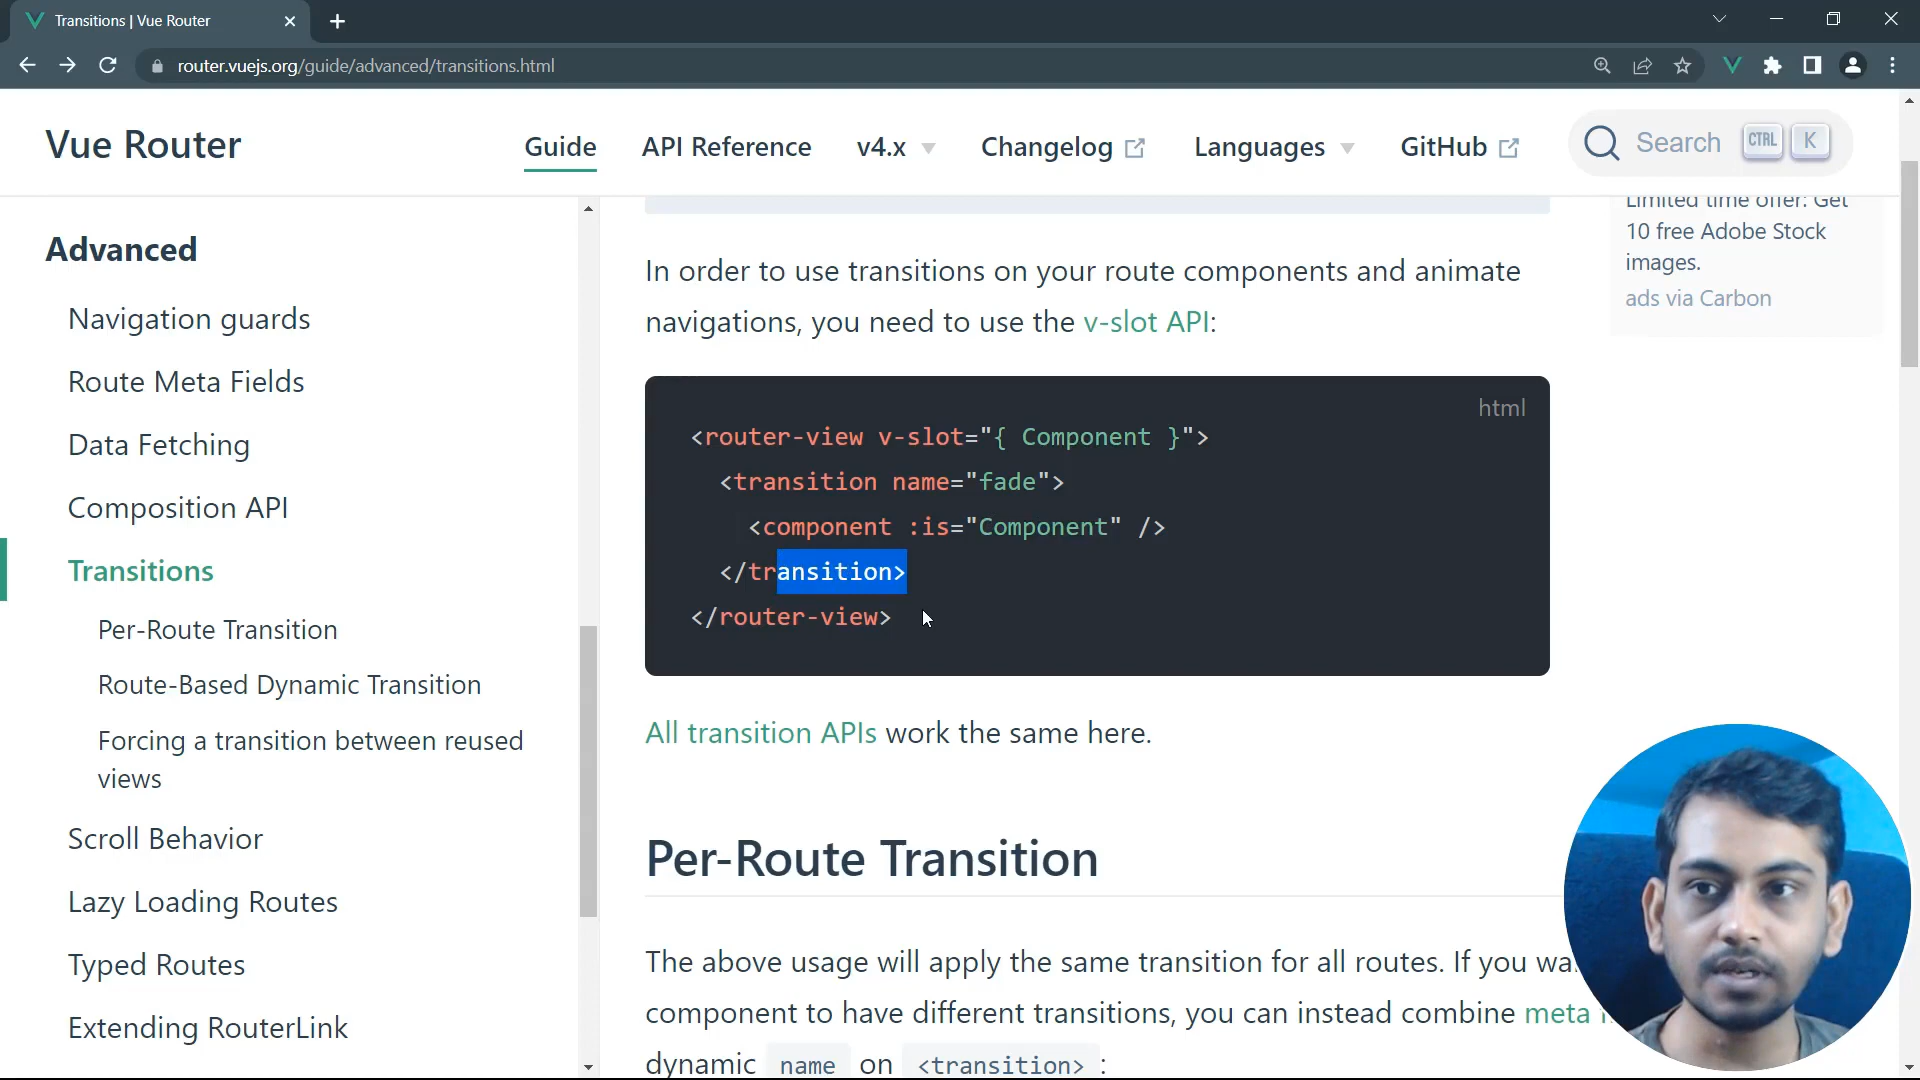 Transitions | Vue Router
router.vuejs.org/guide/advanced/transitions.html
Vue Router
Guide
API Reference
v4.x
Changelog
Languages
GitHub
Search
CTRL
K
Advanced
Navigation guards
Route Meta Fields
Data Fetching
Composition API
Transitions
Per-Route Transition
Route-Based Dynamic Transition
Forcing a transition between reused
views
Scroll Behavior
Lazy Loading Routes
Typed Routes
Extending RouterLink
In order to use transitions on your route components and animate
navigations, you need to use the v-slot API:
html
<router-view v-slot="{ Component }">
<transition name="fade">
<component :is="Component" />
</transition>
</router-view>
All transition APIs work the same here.
Per-Route Transition
The above usage will apply the same transition for all routes. If you
component to have different transitions, you can instead combine meta
dynamic name on <transition> :
Limited time offer: Get
10 free Adobe Stock
images.
ads via Carbon